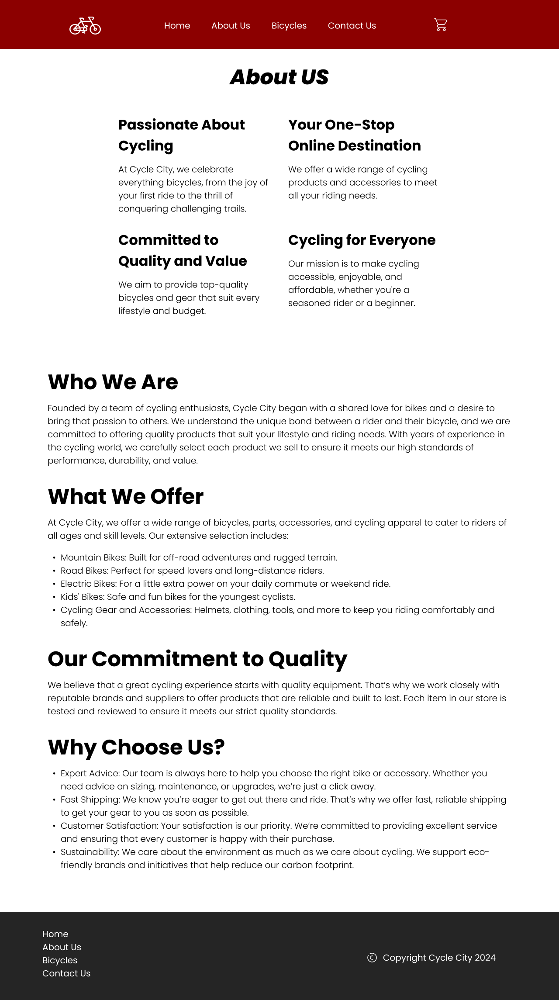 Home About Us Bicycles Contact Us
About US
Passionate About
Cycling
At Cycle City, we celebrate
everything bicycles, from the joy of
your first ride to the thrill of
conquering challenging trails.
Your One-Stop
Online Destination
We offer a wide range of cycling
products and accessories to meet
all your riding needs.
Committed to
Quality and Value
We aim to provide top-quality
bicycles and gear that suit every
lifestyle and budget.
Cycling for Everyone
Our mission is to make cycling
accessible, enjoyable, and
affordable, whether you're a
seasoned rider or a beginner.
Who We Are
Founded by a team of cycling enthusiasts, Cycle City began with a shared love for bikes and a desire to
bring that passion to others. We understand the unique bond between a rider and their bicycle, and we are
committed to offering quality products that suit your lifestyle and riding needs. With years of experience in
the cycling world, we carefully select each product we sell to ensure it meets our high standards of
performance, durability, and value.
What We Offer
At Cycle City, we offer a wide range of bicycles, parts, accessories, and cycling apparel to cater to riders of
all ages and skill levels. Our extensive selection includes:
• Mountain Bikes: Built for off-road adventures and rugged terrain.
• Road Bikes: Perfect for speed lovers and long-distance riders.
• Electric Bikes: For a little extra power on your daily commute or weekend ride.
• Kids' Bikes: Safe and fun bikes for the youngest cyclists.
• Cycling Gear and Accessories: Helmets, clothing, tools, and more to keep you riding comfortably and
safely.
Our Commitment to Quality
We believe that a great cycling experience starts with quality equipment. That’s why we work closely with
reputable brands and suppliers to offer products that are reliable and built to last. Each item in our store is
tested and reviewed to ensure it meets our strict quality standards.
Why Choose Us?
• Expert Advice: Our team is always here to help you choose the right bike or accessory. Whether you
need advice on sizing, maintenance, or upgrades, we’re just a click away.
• Fast Shipping: We know you’re eager to get out there and ride. That’s why we offer fast, reliable shipping
to get your gear to you as soon as possible.
• Customer Satisfaction: Your satisfaction is our priority. We’re committed to providing excellent service
and ensuring that every customer is happy with their purchase.
• Sustainability: We care about the environment as much as we care about cycling. We support eco-
friendly brands and initiatives that help reduce our carbon footprint.
Home
About Us
Bicycles
Contact Us
© Copyright Cycle City 2024